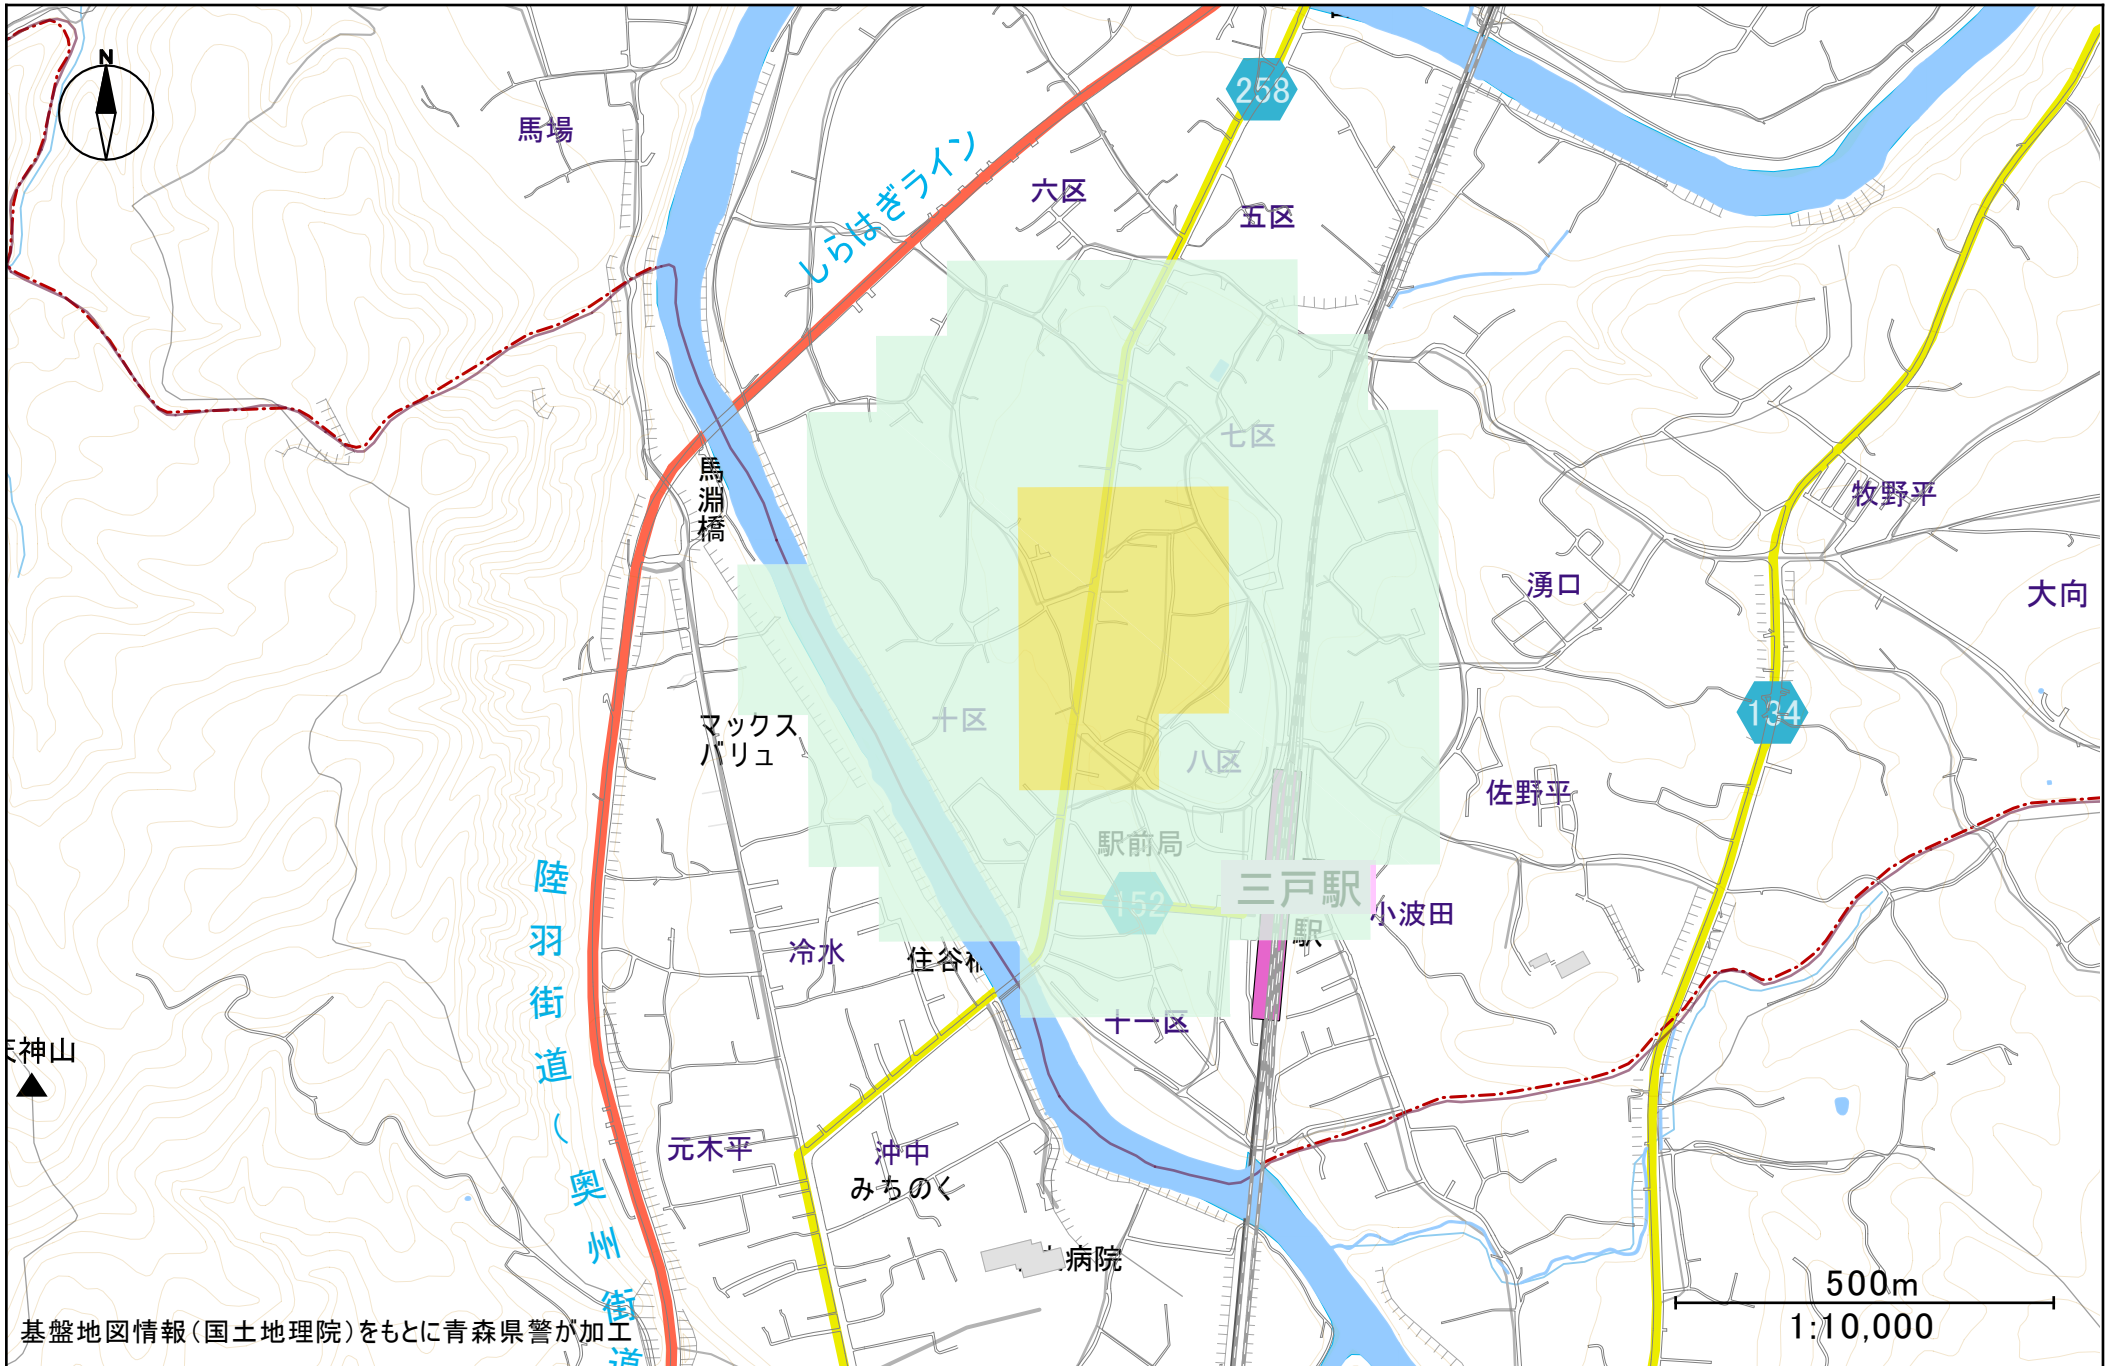 N
馬場
258
しらはぎライン
六区
五区
七区
馬淵橋
牧野平
湧口
大向
マックス
バリュ
十区
八区
134
佐野平
駅前局
152
三戸駅
駅
小波田
冷水
住谷
十一区
神山
元木平
沖中
みちのく
病院
陸羽街道(奥州街道
500m
1:10,000
基盤地図情報(国土地理院)をもとに青森県警が加工